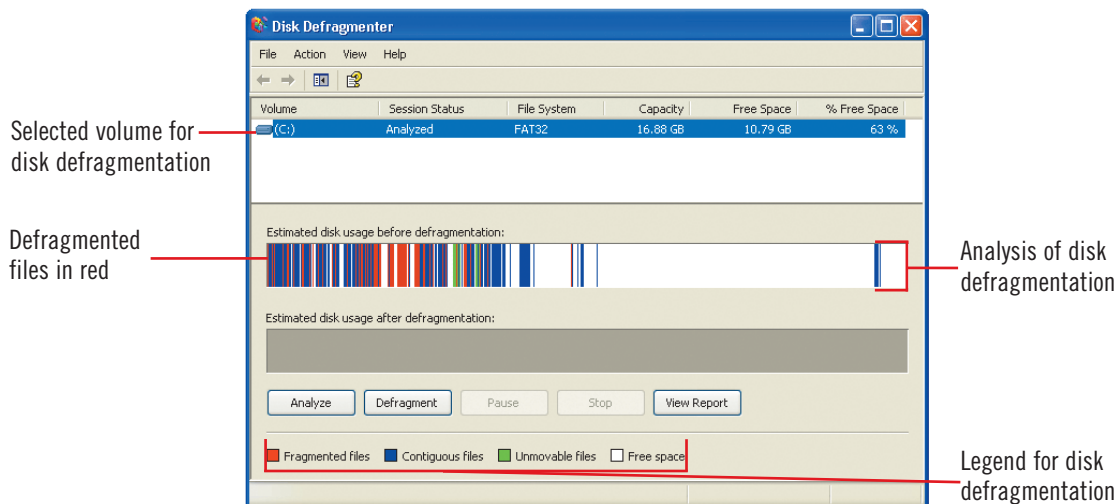 Disk Defragmenter
File Action View Help
Volume Session Status File System Capacity Free Space % Free Space
(C:) Analyzed FAT32 16.88 GB 10.79 GB 63 %
Selected volume for
disk defragmentation
Estimated disk usage before defragmentation:
Defragmented
files in red
Analysis of disk
defragmentation
Estimated disk usage after defragmentation:
Analyze Defragment Pause Stop View Report
Fragmented files Contiguous files Unmovable files Free space
Legend for disk
defragmentation